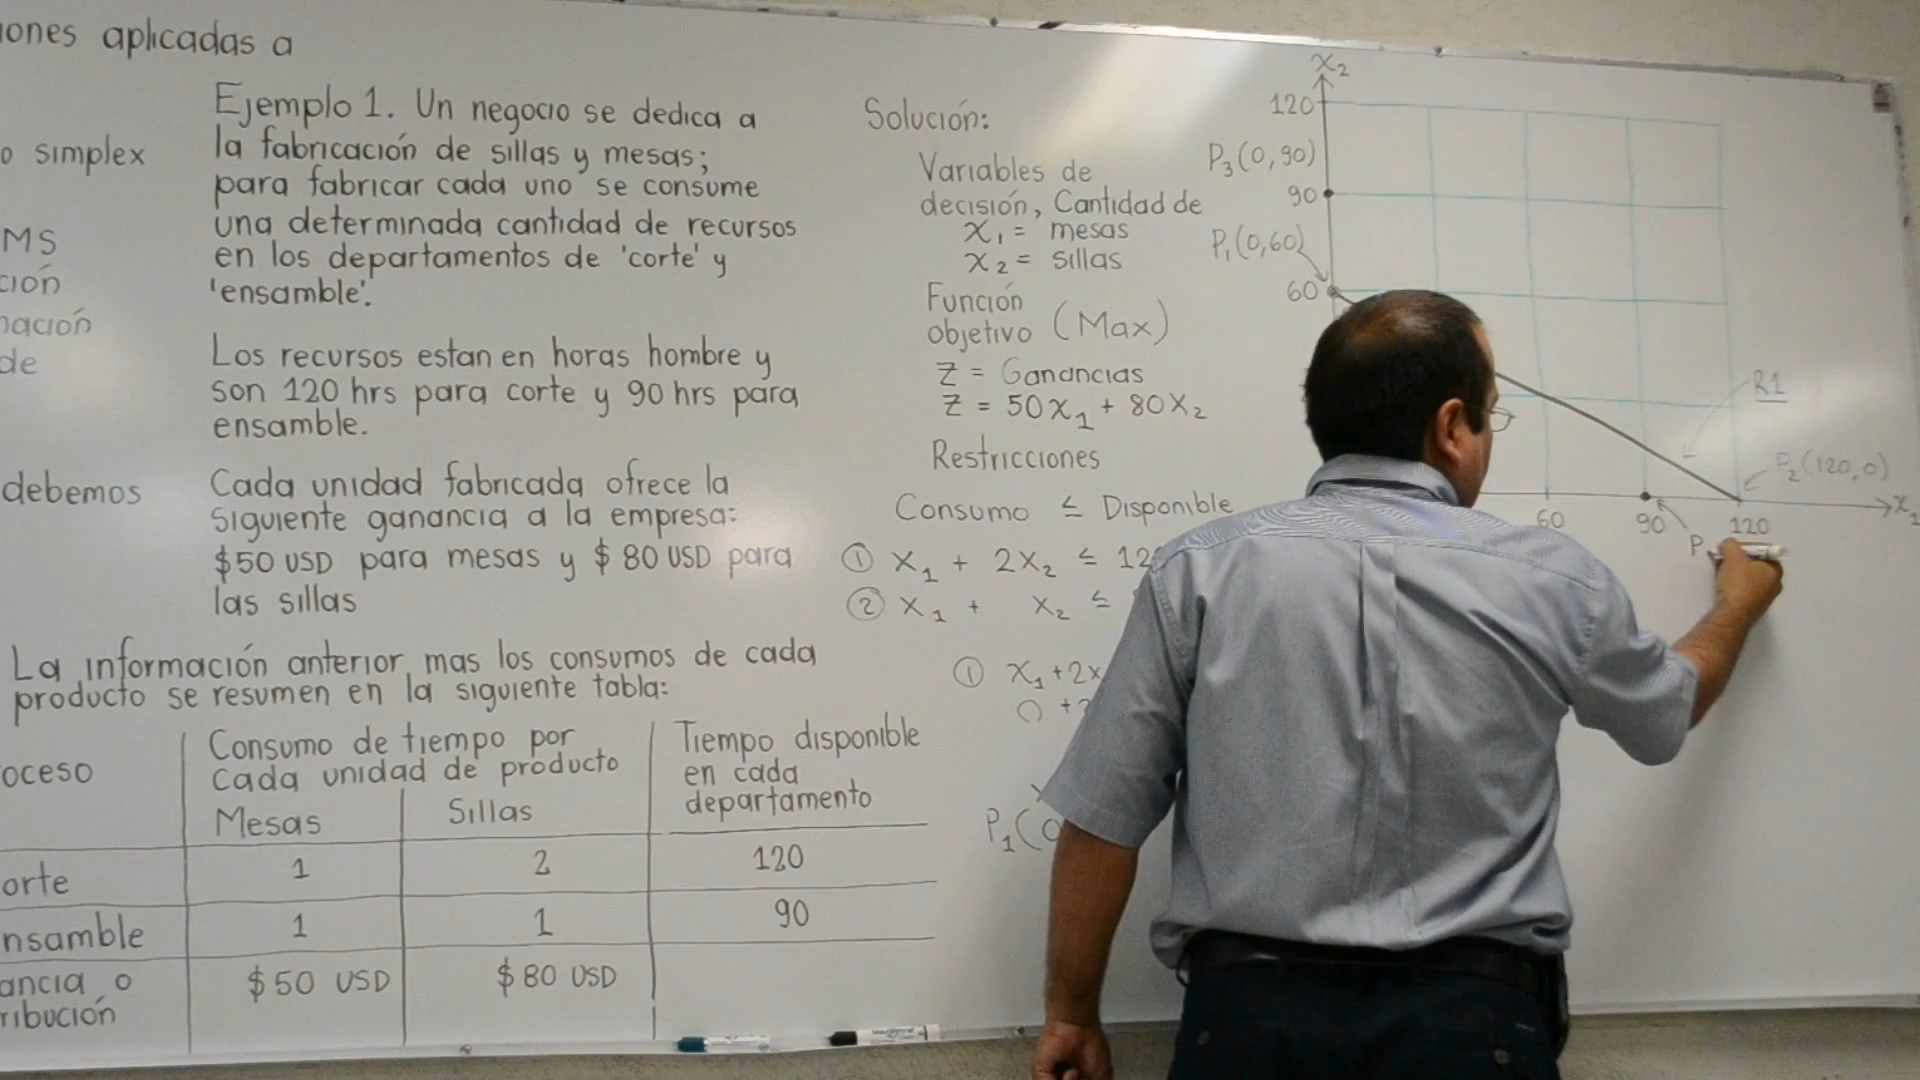 iones aplicadas a
o simplex
MS
ción
nación
de
debemos
Ejemplo 1. Un negocio se dedica a
la fabricación de sillas y mesas;
para fabricar cada uno se consume
una determinada cantidad de recursos
en los departamentos de 'corte' y
'ensamble'.
Los recursos estan en horas hombre y
son 120 hrs para corte y 90 hrs para
ensamble.
Cada unidad fabricada ofrece la
siguiente ganancia a la empresa:
$50 USD para mesas y $80 USD para
las sillas
La información anterior mas los consumos de cada
producto se resumen en la siguiente tabla:
oceso
Consumo de tiempo por
Cada unidad de producto
Mesas Sillas
Tiempo disponible
en cada
departamento
orte 1 2 120
nsamble 1 1 90
ancia o
ribución
$50 USD $80 USD
Solución:
Variables de
decisión, Cantidad de
x₁ = mesas
x₂ = sillas
Función
objetivo (Max)
Z = Ganancias
Z = 50x₁ + 80x₂
Restricciones
Consumo ≤ Disponible
① x₁ + 2x₂ ≤ 12
② x₁ + x₂ ≤
① x₁ + 2x
0 +
P₁(0
x₂
120
P₃(0,90)
90
P₁(0,60)
60
R1
P₂(120,0)
60 90 120
x₁
P